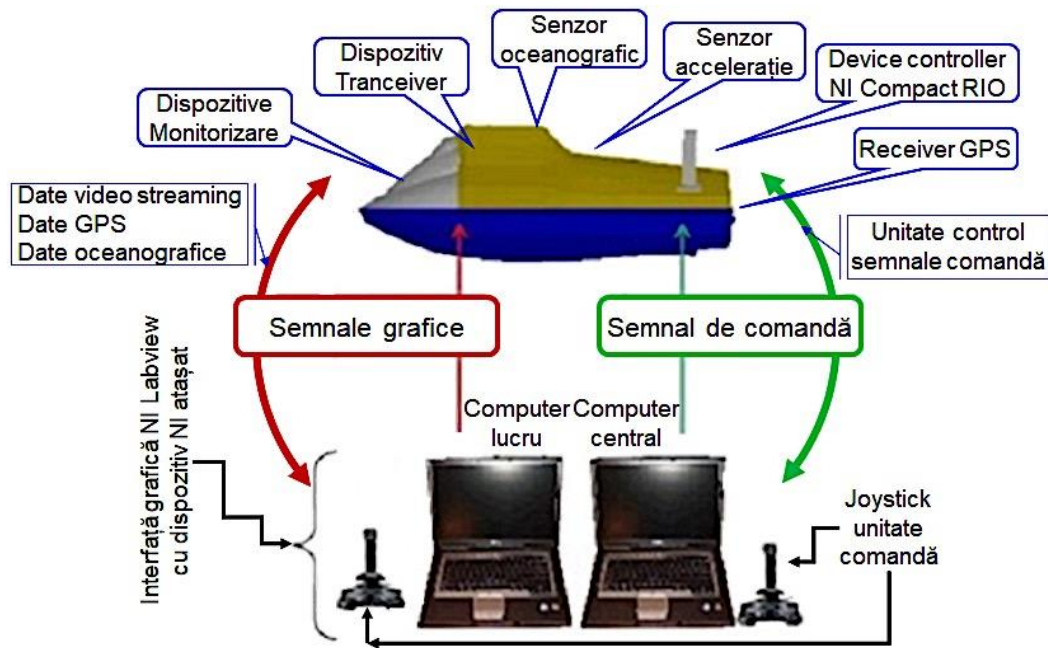 Dispozitive
Monitorizare
Dispozitiv
Tranceiver
Senzor
oceanografic
Senzor
accelerație
Device controller
NI Compact RIO
Receiver GPS
Date video streaming
Date GPS
Date oceanografice
Unitate control
semnale comandă
Semnale grafice
Semnal de comandă
Interfață grafică NI Labview
cu dispozitiv NI atașat
Computer
lucru
Computer
central
Joystick
unitate
comandă